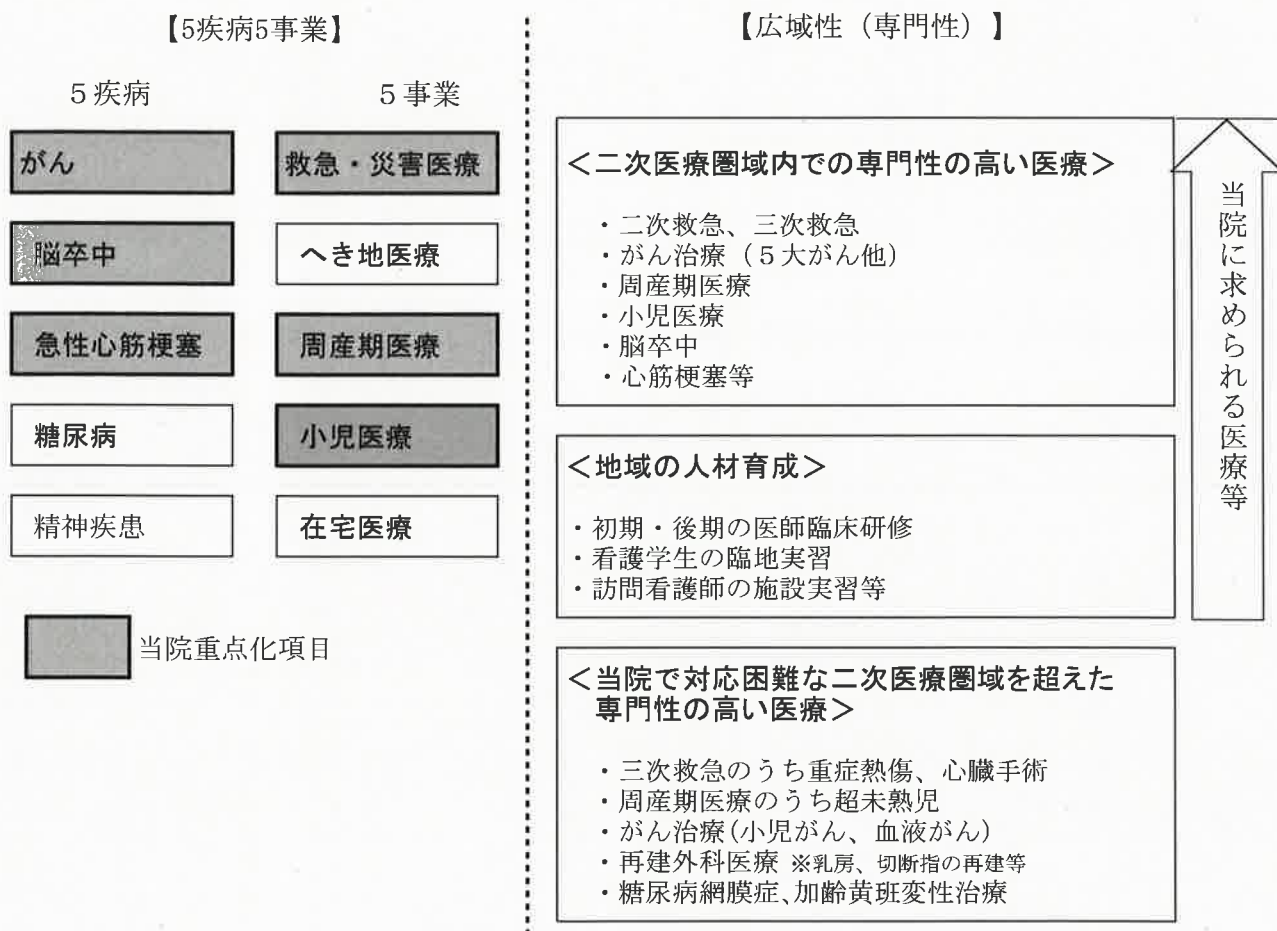 【5疾病5事業】
5疾病
5事業
がん
救急・災害医療
脳卒中
へき地医療
急性心筋梗塞
周産期医療
糖尿病
小児医療
精神疾患
在宅医療
当院重点化項目
【広域性（専門性）】
＜二次医療圏域内での専門性の高い医療＞
・二次救急、三次救急
・がん治療（５大がん他）
・周産期医療
・小児医療
・脳卒中
・心筋梗塞等
＜地域の人材育成＞
・初期・後期の医師臨床研修
・看護学生の臨地実習
・訪問看護師の施設実習等
＜当院で対応困難な二次医療圏域を超えた
専門性の高い医療＞
・三次救急のうち重症熱傷、心臓手術
・周産期医療のうち超未熟児
・がん治療(小児がん、血液がん)
・再建外科医療 ※乳房、切断指の再建等
・糖尿病網膜症、加齢黄斑変性治療
当院に求められる医療等